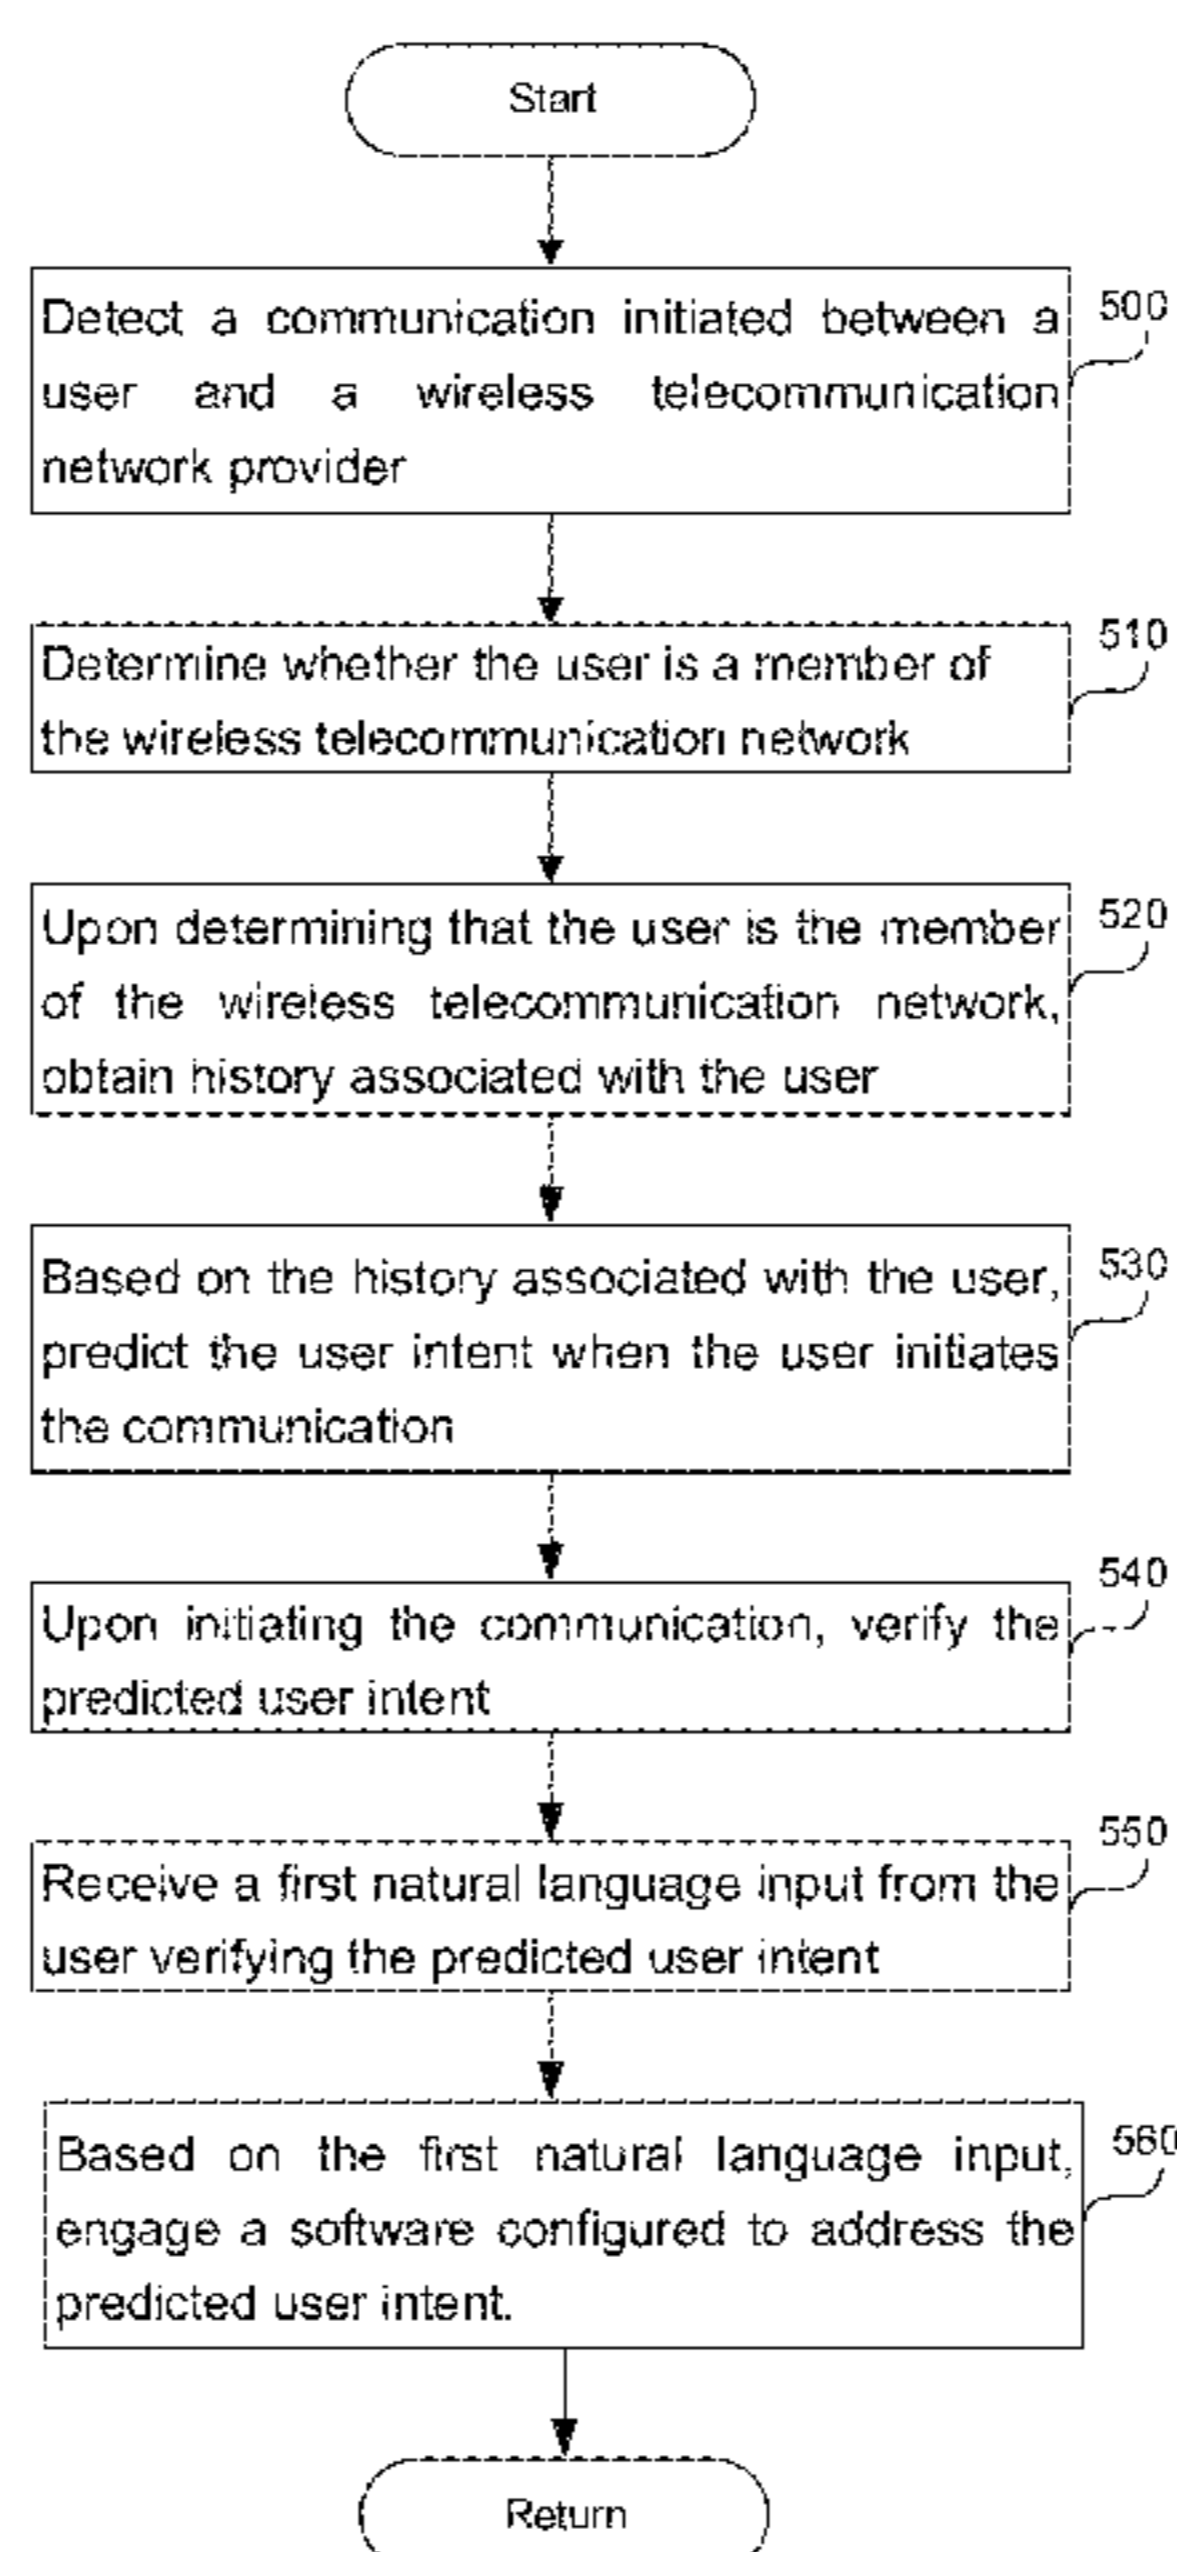 Start
Detect a communication initiated between a
user and a wireless telecommunication
network provider
500
Determine whether the user is a member of
the wireless telecommunication network
510
Upon determining that the user is the member
of the wireless telecommunication network,
obtain history associated with the user
520
Based on the history associated with the user,
predict the user intent when the user initiates
the communication
530
Upon initiating the communication, verify the
predicted user intent
540
Receive a first natural language input from the
user verifying the predicted user intent
550
Based on the first natural language input,
engage a software configured to address the
predicted user intent.
560
Return